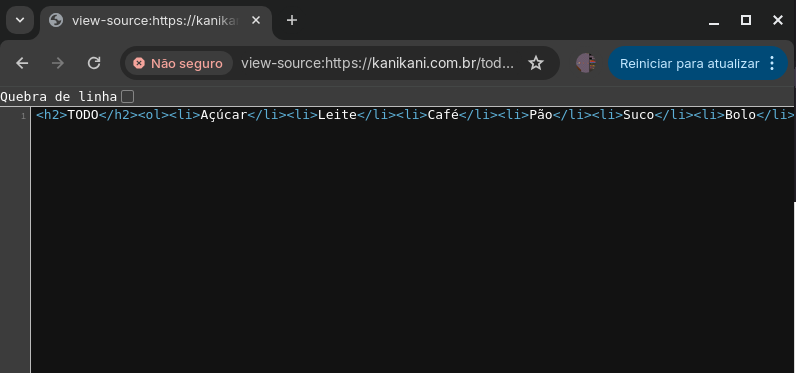 view-source:https://kanika
Não seguro view-source:https://kanikani.com.br/tod... Reiniciar para atualizar
Quebra de linha
1 <h2>TODO</h2><ol><li>Açúcar</li><li>Leite</li><li>Café</li><li>Pão</li><li>Suco</li><li>Bolo</li>